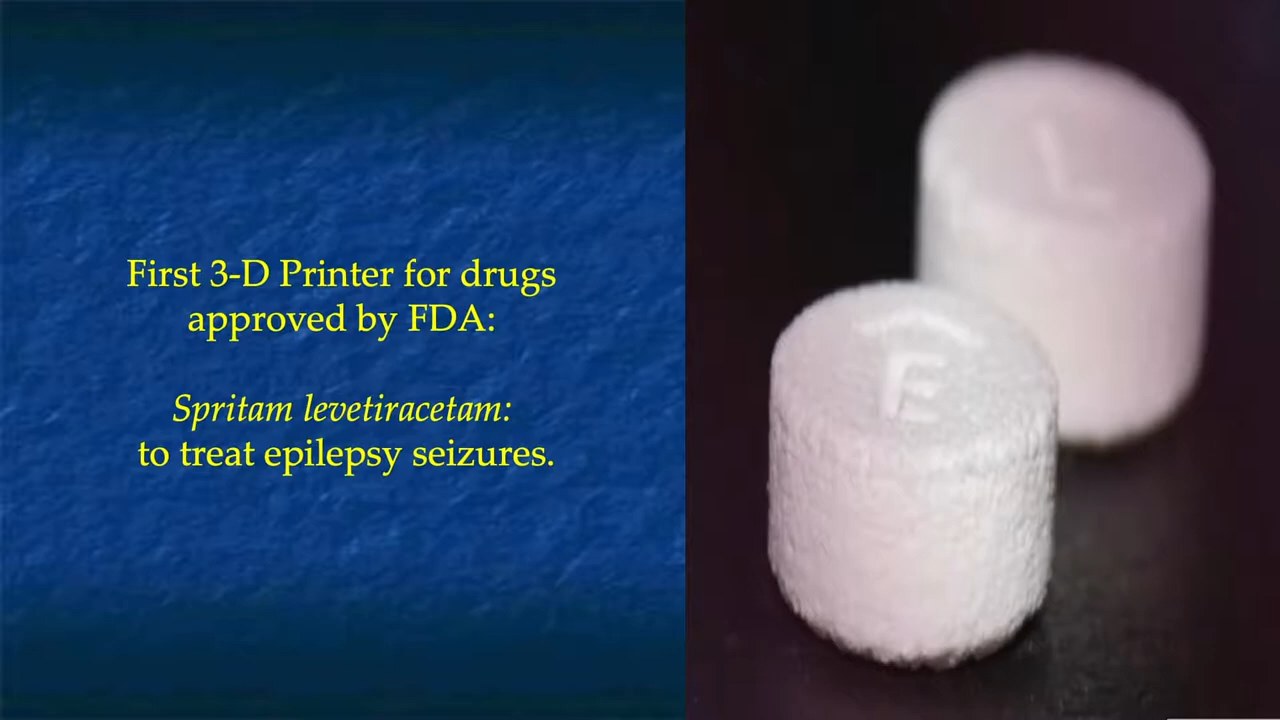 First 3-D Printer for drugs
approved by FDA:
Spritam levetiracetam:
to treat epilepsy seizures.
L
E